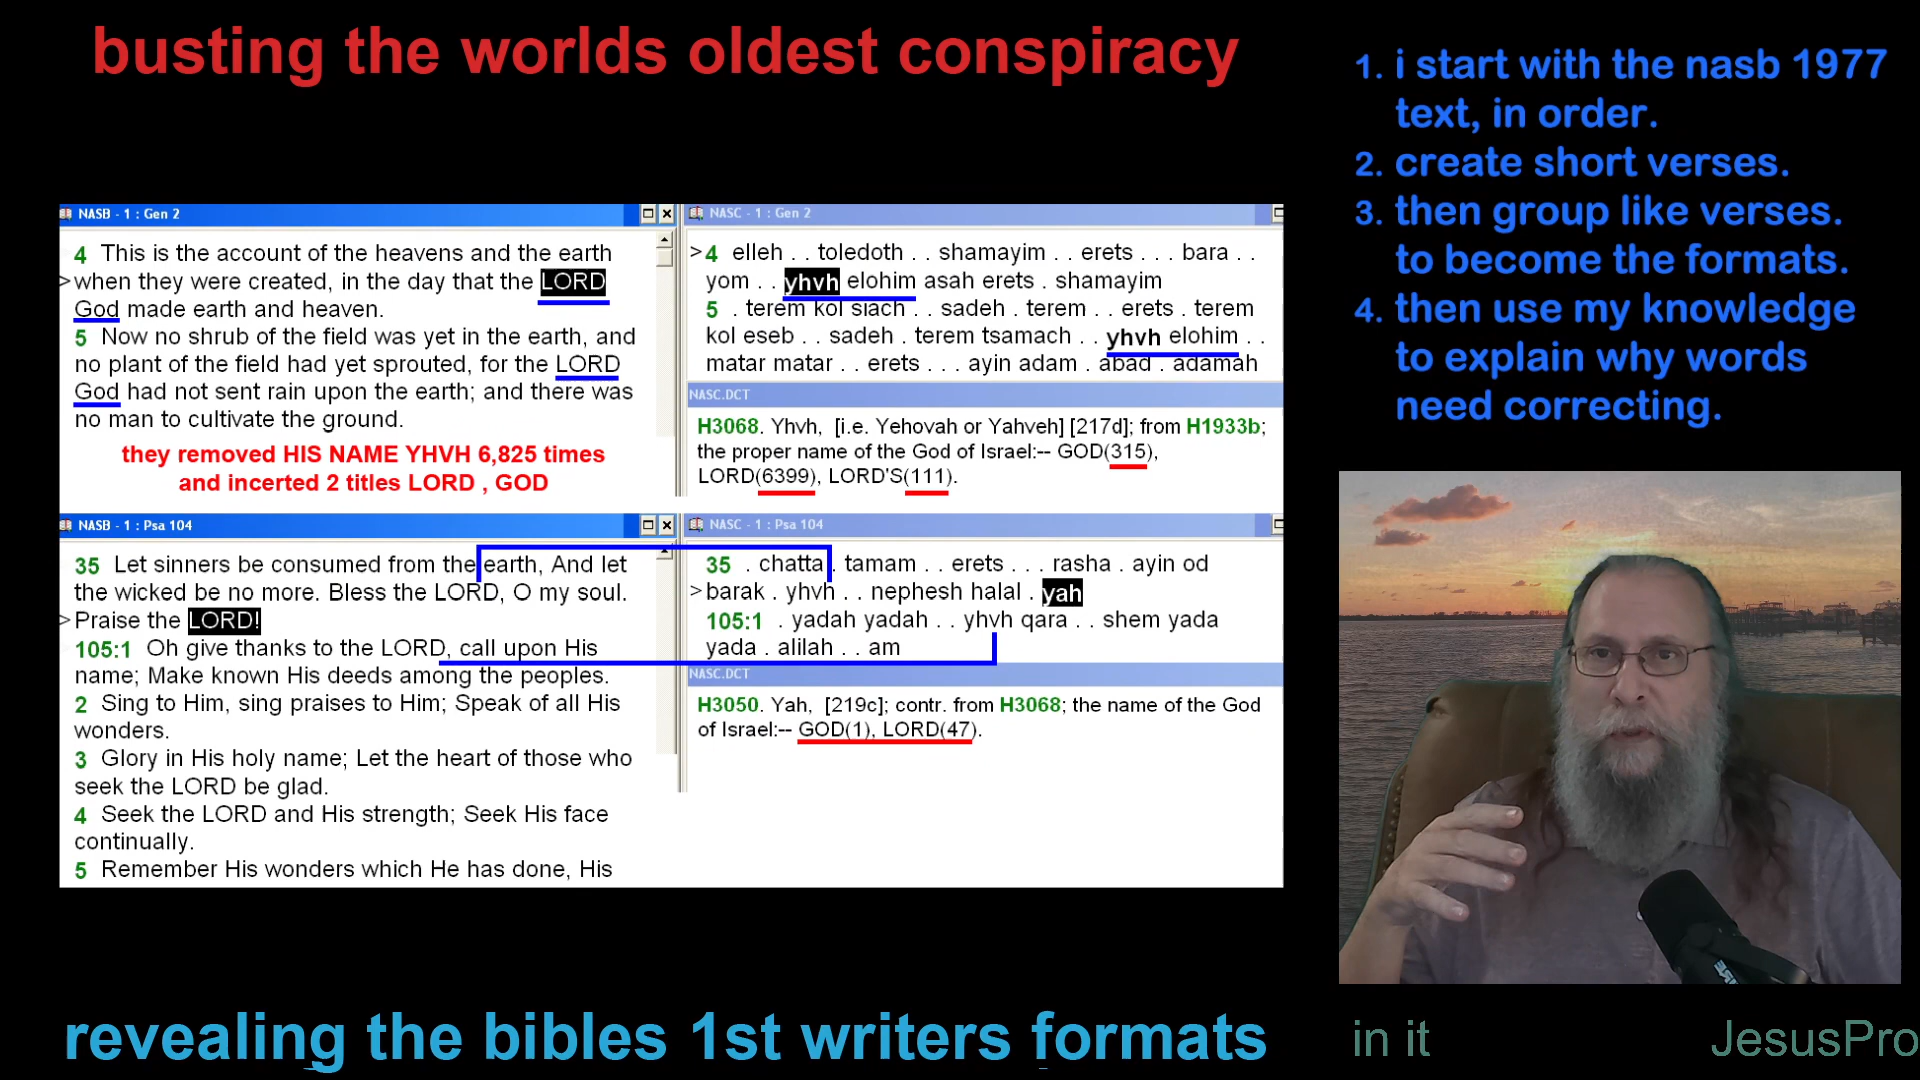 busting the worlds oldest conspiracy
1. i start with the nasb 1977
text, in order.
2. create short verses.
3. then group like verses.
to become the formats.
4. then use my knowledge
to explain why words
need correcting.
NASB - 1 : Gen 2
4 This is the account of the heavens and the earth
>when they were created, in the day that the LORD
God made earth and heaven.
5 Now no shrub of the field was yet in the earth, and
no plant of the field had yet sprouted, for the LORD
God had not sent rain upon the earth; and there was
no man to cultivate the ground.
they removed HIS NAME YHVH 6,825 times
and incerted 2 titles LORD , GOD
NASC - 1 : Gen 2
>4 elleh . . toledoth . . shamayim . . erets . . . bara . .
yom . . yhvh elohim asah erets . shamayim
5 . terem kol siach . . sadeh . terem . . erets . terem
kol eseb . . sadeh . terem tsamach . . yhvh elohim . .
matar matar . . erets . . . ayin adam . abad . adamah
NASC.DCT
H3068. Yhvh, [i.e. Yehovah or Yahveh] [217d]; from H1933b;
the proper name of the God of Israel:-- GOD(315),
LORD(6399), LORD'S(111).
NASB - 1 : Psa 104
35 Let sinners be consumed from the earth, And let
the wicked be no more. Bless the LORD, O my soul.
>Praise the LORD!
105:1 Oh give thanks to the LORD, call upon His
name; Make known His deeds among the peoples.
2 Sing to Him, sing praises to Him; Speak of all His
wonders.
3 Glory in His holy name; Let the heart of those who
seek the LORD be glad.
4 Seek the LORD and His strength; Seek His face
continually.
5 Remember His wonders which He has done, His
NASC - 1 : Psa 104
35 . chatta . tamam . . erets . . . rasha . ayin od
>barak . yhvh . . nephesh halal . yah
105:1 . yadah yadah . . yhvh qara . . shem yada
yada . alilah . . am
NASC.DCT
H3050. Yah, [219c]; contr. from H3068; the name of the God
of Israel:-- GOD(1), LORD(47).
revealing the bibles 1st writers formats
in it JesusPro